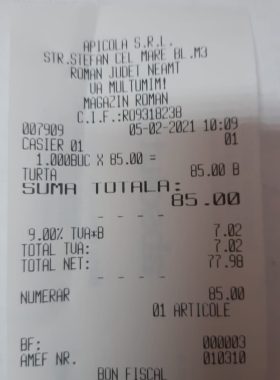 APICOLA S.R.L.
STR.STEFAN CEL MARE BL.M3
ROMAN JUDET NEAMT
VA MULTUMIM!
MAGAZIN ROMAN
C.I.F.:RO9318238
007909 05-02-2021 10:09
CASIER 01 01
1.000BUC X 85.00 =
TURTA 85.00 B
SUMA TOTALA:
85.00
- - - -
9.00% TVA*B 7.02
TOTAL TVA: 7.02
TOTAL NET: 77.98
- - - -
NUMERAR 85.00
01 ARTICOLE
BF: 000003
AMEF NR. 010310
BON FISCAL